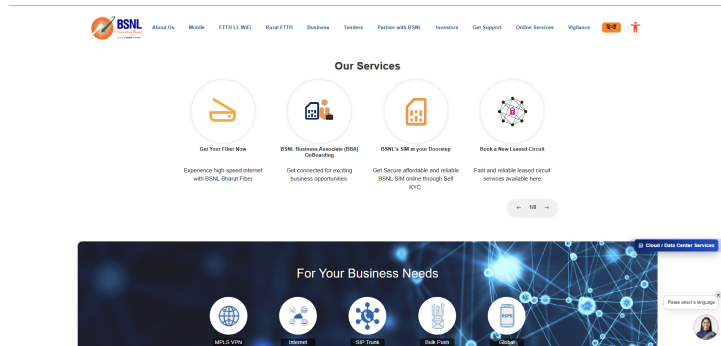 BSNL
Connecting Bharat
About Us
Mobile
FTTH LL WIFI
Rural FTTH
Business
Tenders
Partner with BSNL
Investors
Get Support
Online Services
Vigilance
हिन्दी
Our Services
Get Your Fiber Now
Experience high-speed internet
with BSNL Bharat Fiber
BSNL Business Associate (BBA)
OnBoarding
Get connected for exciting
business opportunities.
BSNL's SIM at your Doorstep
Get Secure affordable and reliable
BSNL SIM online through Self
KYC.
Book a New Leased Circuit
Fast and reliable leased circuit
services available here
← 1/8 →
Cloud / Data Center Services
For Your Business Needs
MPLS VPN
Internet
SIP Trunk
Bulk Push
Global
Please select a language
x